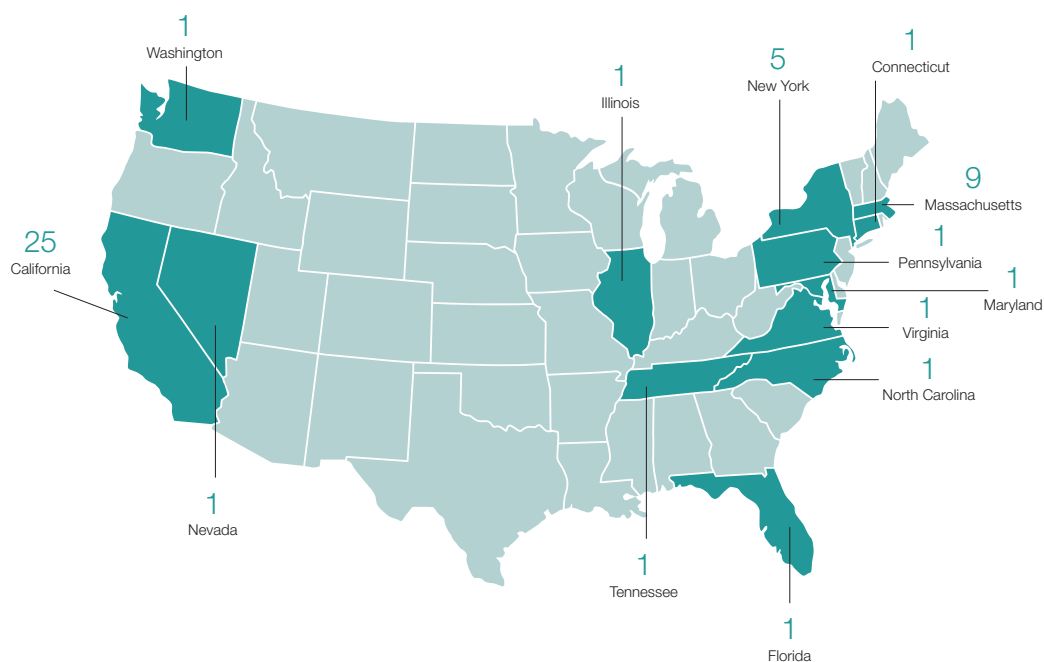 1
Washington
1
Illinois
5
New York
1
Connecticut
9
Massachusetts
25
California
1
Pennsylvania
1
Maryland
1
Virginia
1
North Carolina
1
Nevada
1
Tennessee
1
Florida